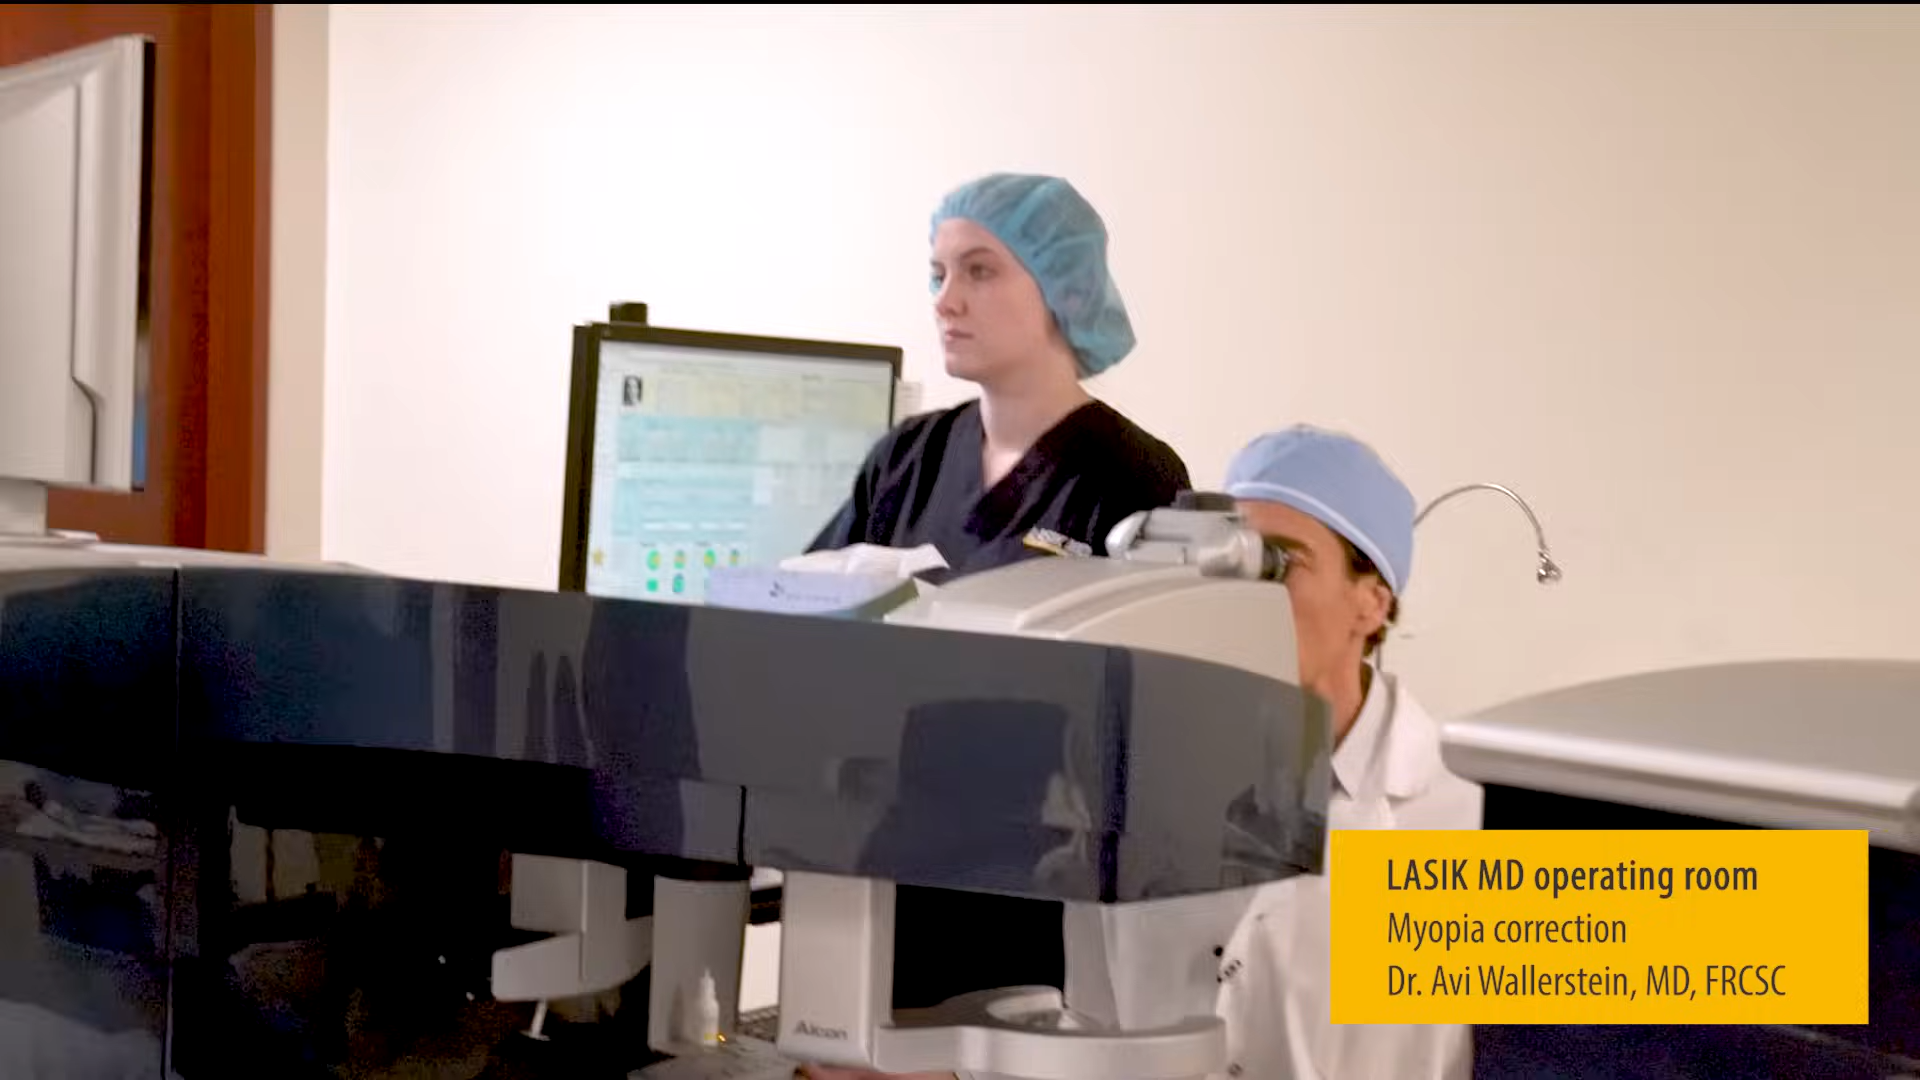 LASIK MD operating room
Myopia correction
Dr. Avi Wallerstein, MD, FRCSC
Alcon